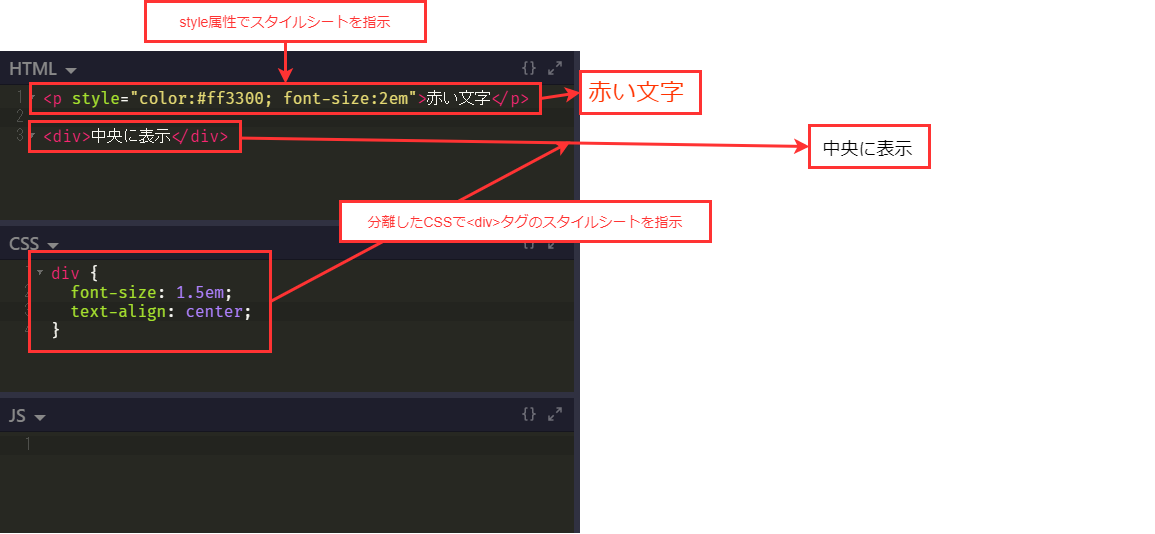 style属性でスタイルシートを指示
HTML
{}
1 <p style="color:#ff3300; font-size:2em">赤い文字</p>
赤い文字
2
3 <div>中央に表示</div>
中央に表示
分離したCSSで<div>タグのスタイルシートを指示
CSS
div {
font-size: 1.5em;
text-align: center;
}
JS
{}
1